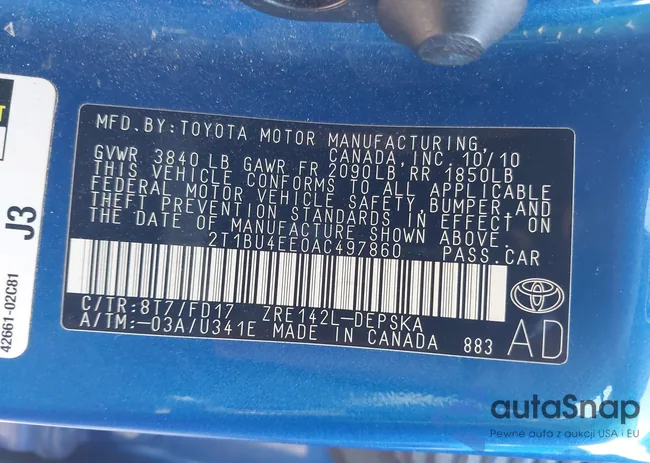 MFD.BY:TOYOTA MOTOR MANUFACTURING,
CANADA, INC. 10/10
GVWR 3840 LB GAWR FR 2090LB RR 1850LB
THIS VEHICLE CONFORMS TO ALL APPLICABLE
FEDERAL MOTOR VEHICLE SAFETY, BUMPER, AND
THEFT PREVENTION STANDARDS IN EFFECT ON
THE DATE OF MANUFACTURE SHOWN ABOVE.
2T1BU4EE0AC497860 PASS.CAR
C/TR:8T7/FD17 ZRE142L-DEPSKA
A/TM:-03A/U341E MADE IN CANADA 883
AD
J3
42661-02C81
autaSnap
Pewne auta z aukcji USA i EU